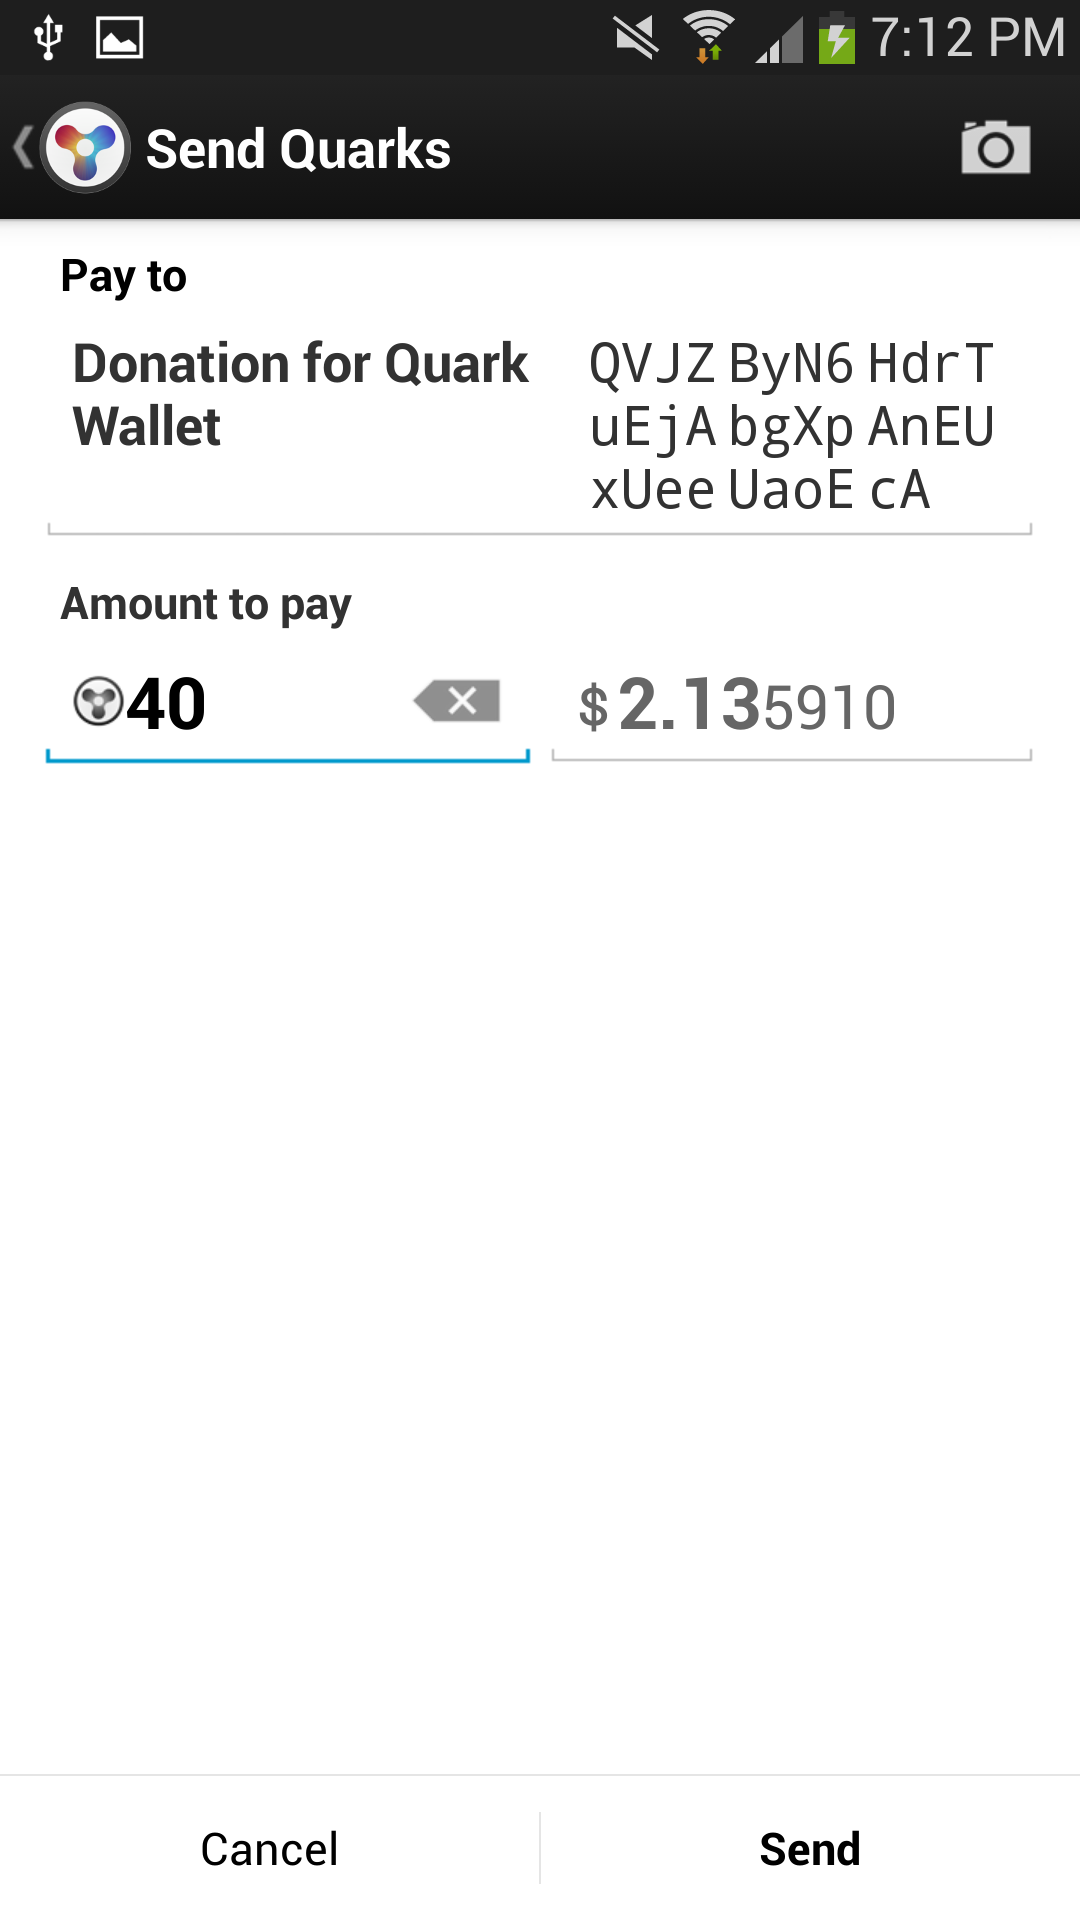 7:12 PM
Send Quarks
Pay to
Donation for Quark
Wallet
QVJZ ByN6 HdrT
uEjA bgXp AnEU
xUee UaoE cA
Amount to pay
40
$ 2.135910
Cancel
Send